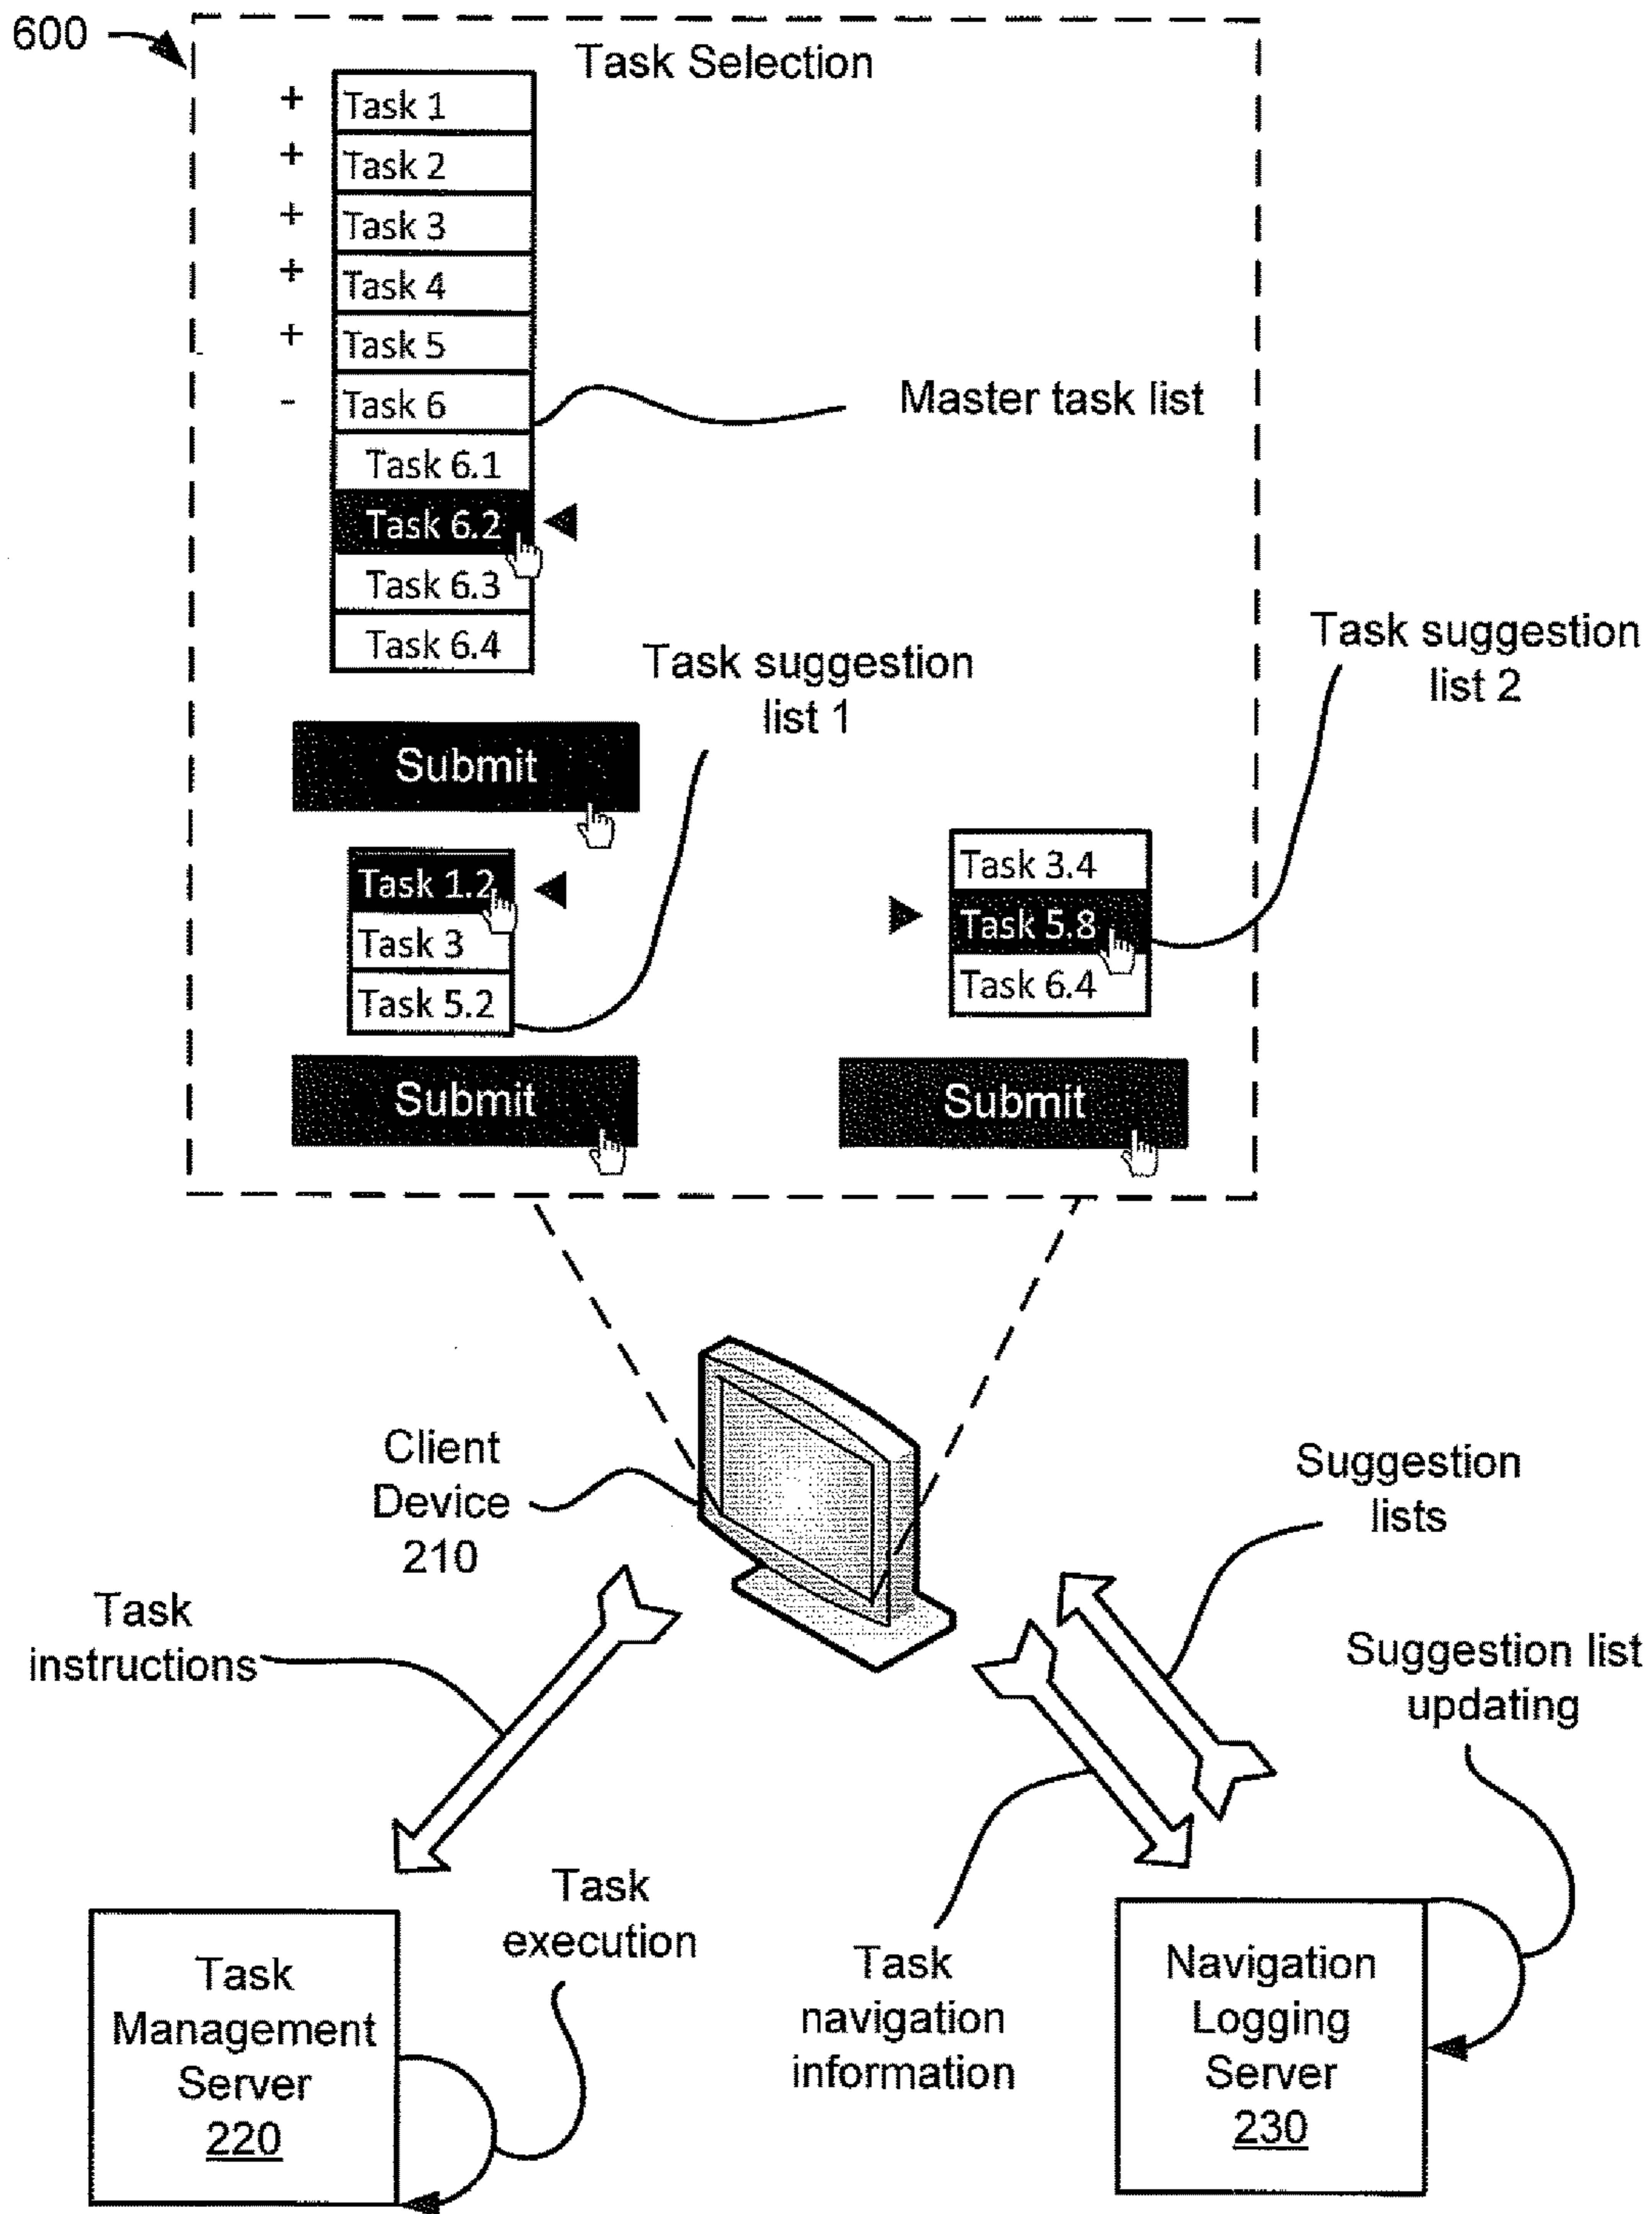 600
Task Selection
+ Task 1
+ Task 2
+ Task 3
+ Task 4
+ Task 5
- Task 6
Master task list
Task 6.1
Task 6.2
Task 6.3
Task 6.4
Task suggestion
list 1
Task suggestion
list 2
Submit
Task 1.2
Task 3
Task 5.2
Task 3.4
Task 5.8
Task 6.4
Submit
Submit
Client
Device
210
Suggestion
lists
Task
instructions
Suggestion list
updating
Task
execution
Task
navigation
information
Task
Management
Server
220
Navigation
Logging
Server
230